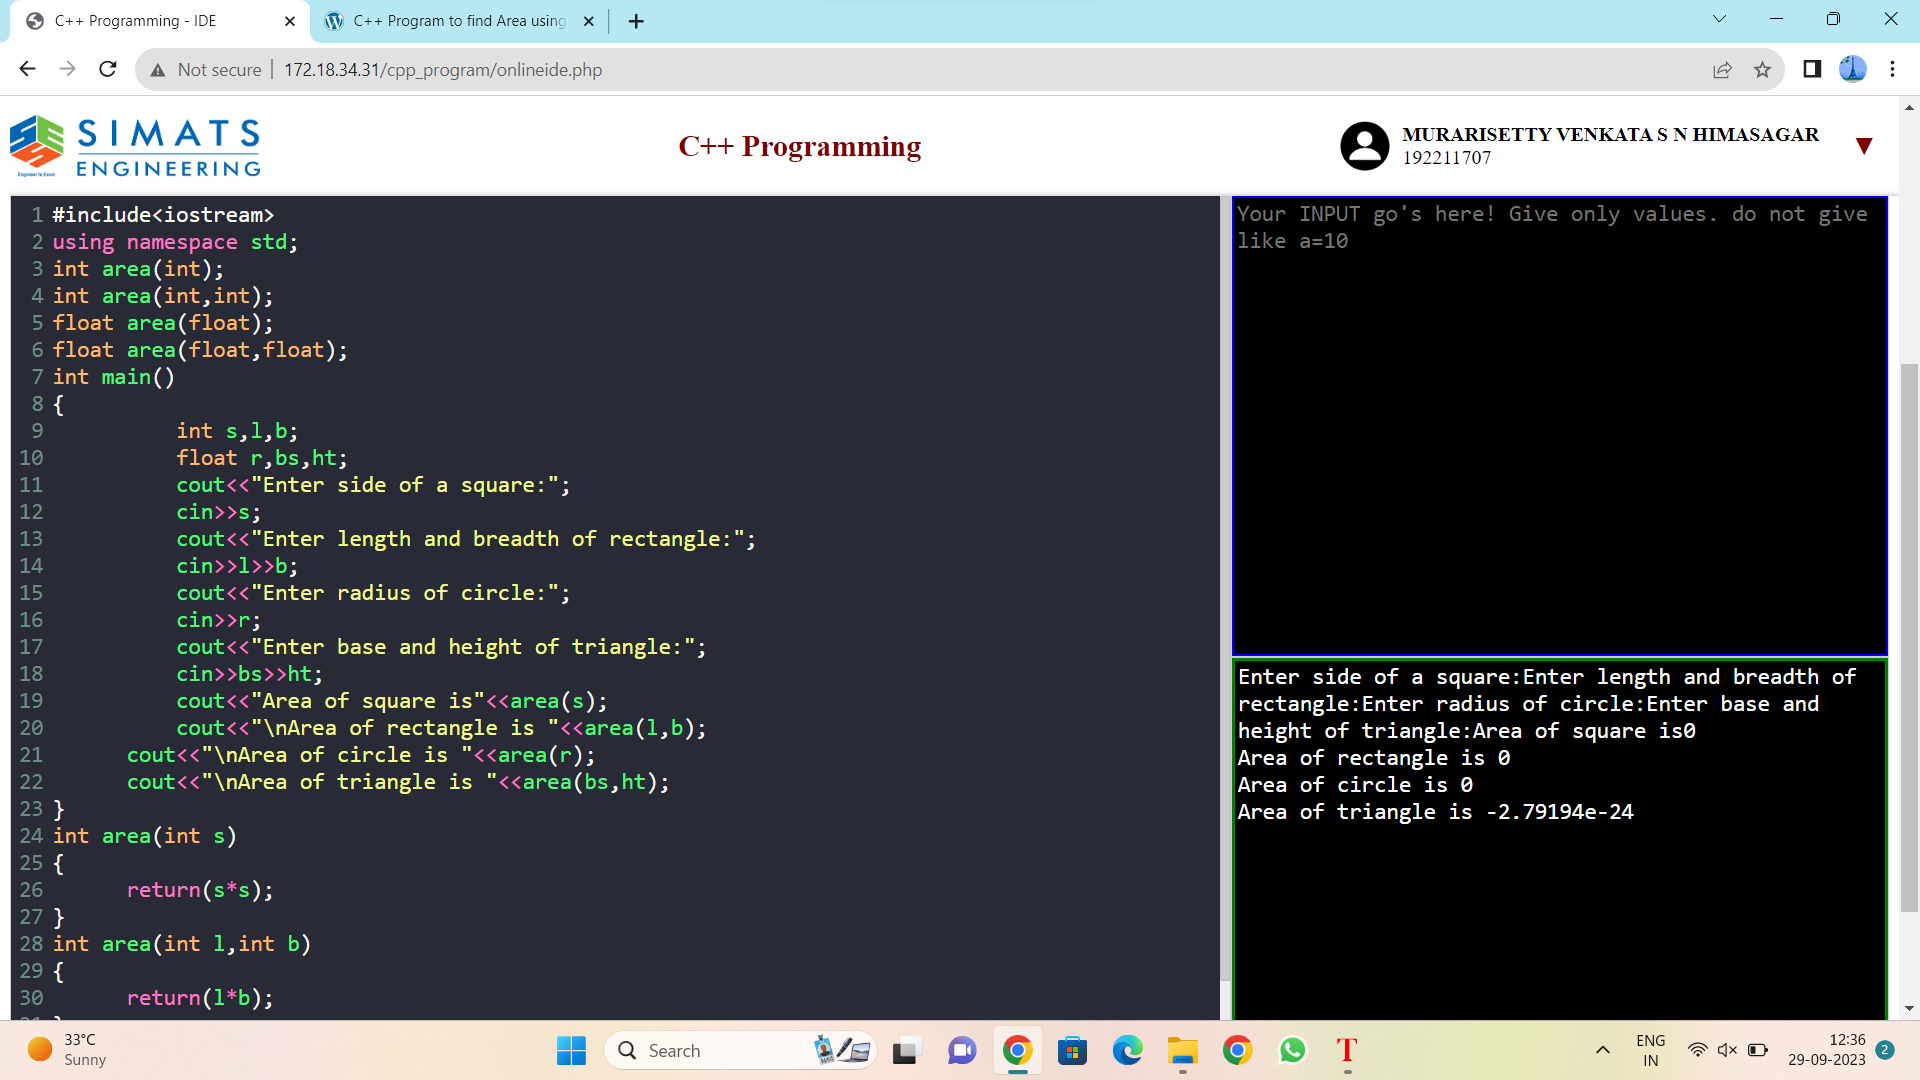 C++ Programming - IDE
C++ Program to find Area using
Not secure
172.18.34.31/cpp_program/onlineide.php
SIMATS
ENGINEERING
Engineer to Excel
C++ Programming
MURARISETTY VENKATA S N HIMASAGAR
192211707
1 #include<iostream>
2 using namespace std;
3 int area(int);
4 int area(int,int);
5 float area(float);
6 float area(float,float);
7 int main()
8 {
9 int s,l,b;
10 float r,bs,ht;
11 cout<<"Enter side of a square:";
12 cin>>s;
13 cout<<"Enter length and breadth of rectangle:";
14 cin>>l>>b;
15 cout<<"Enter radius of circle:";
16 cin>>r;
17 cout<<"Enter base and height of triangle:";
18 cin>>bs>>ht;
19 cout<<"Area of square is"<<area(s);
20 cout<<"\nArea of rectangle is "<<area(l,b);
21 cout<<"\nArea of circle is "<<area(r);
22 cout<<"\nArea of triangle is "<<area(bs,ht);
23 }
24 int area(int s)
25 {
26 return(s*s);
27 }
28 int area(int l,int b)
29 {
30 return(l*b);
Your INPUT go's here! Give only values. do not give
like a=10
Enter side of a square:Enter length and breadth of
rectangle:Enter radius of circle:Enter base and
height of triangle:Area of square is0
Area of rectangle is 0
Area of circle is 0
Area of triangle is -2.79194e-24
33°C
Sunny
Search
T
ENG
IN
12:36
29-09-2023
2